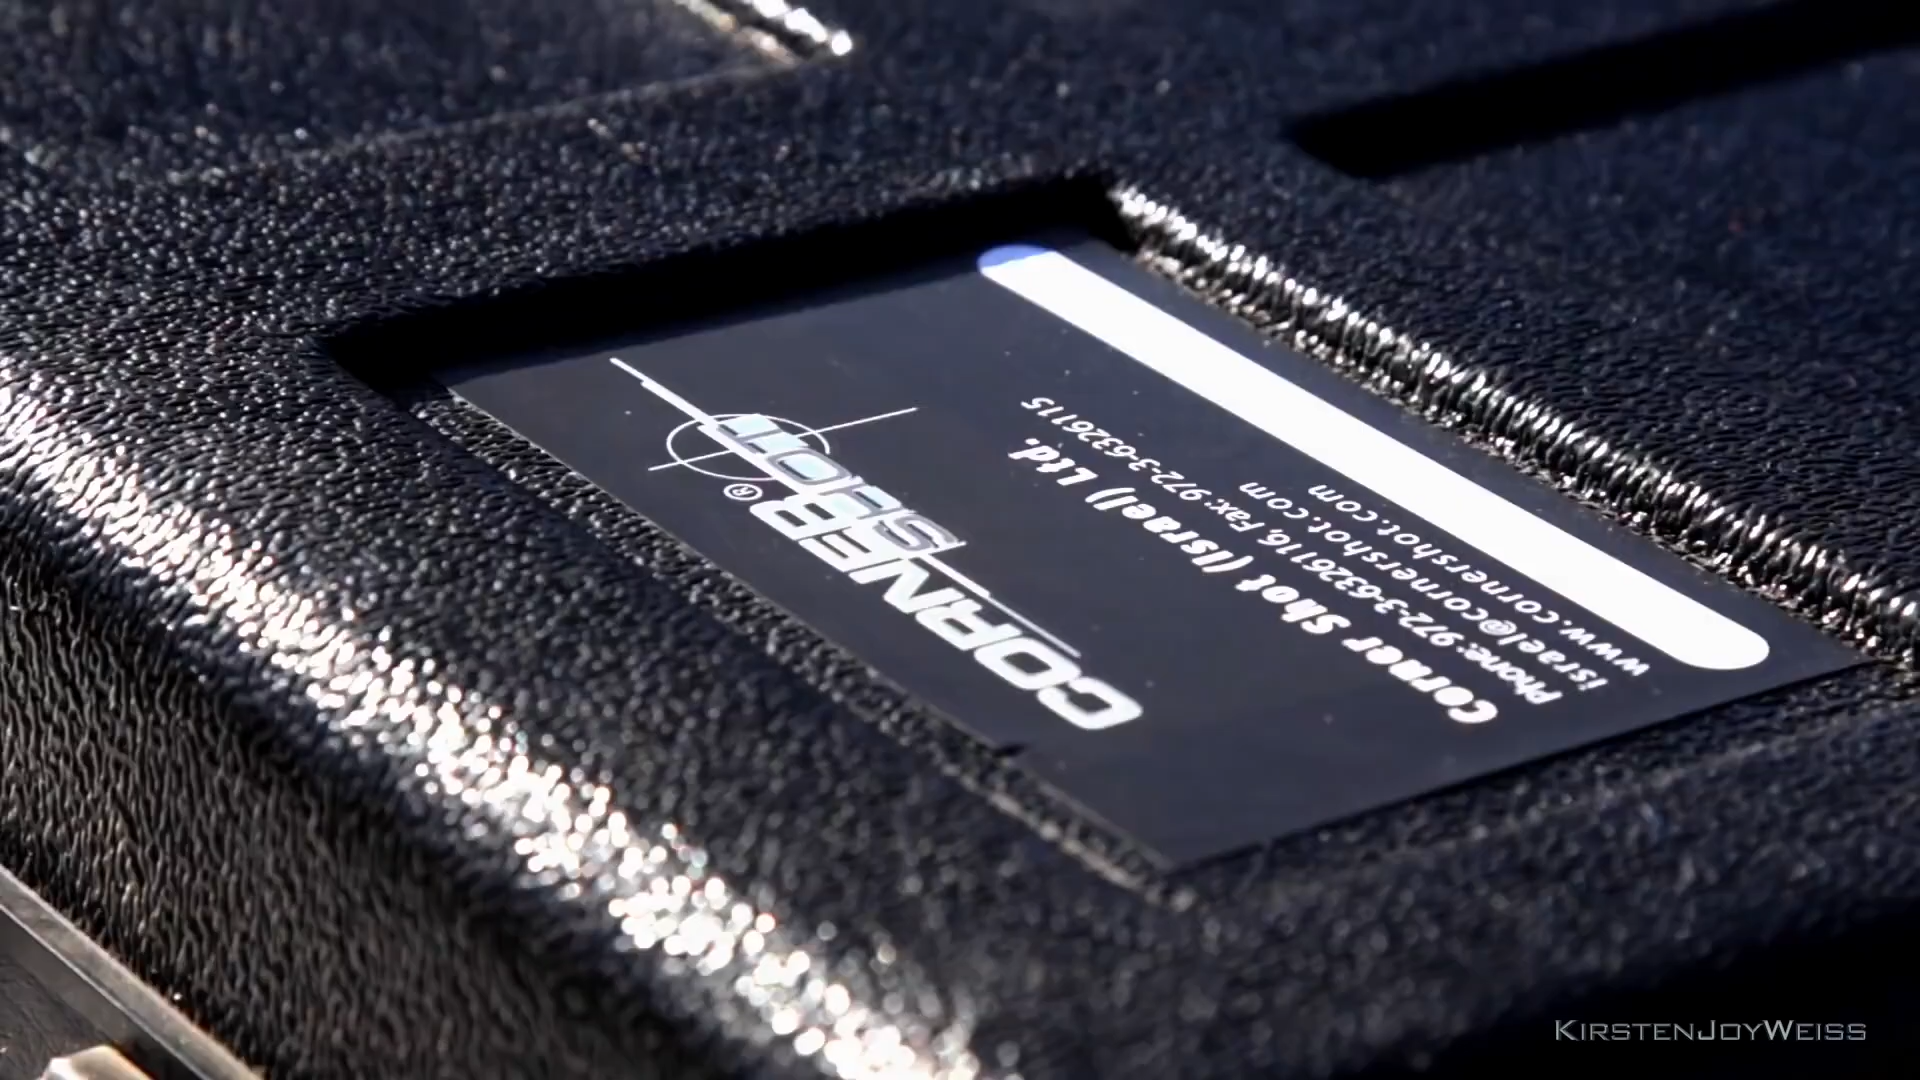 CORNER®
SHOT
Corner Shot (Israel) Ltd.
Phone: 972-3-6326116, Fax: 972-3-6326115
israel@cornershot.com
www.cornershot.com
KIRSTENJOYWEISS